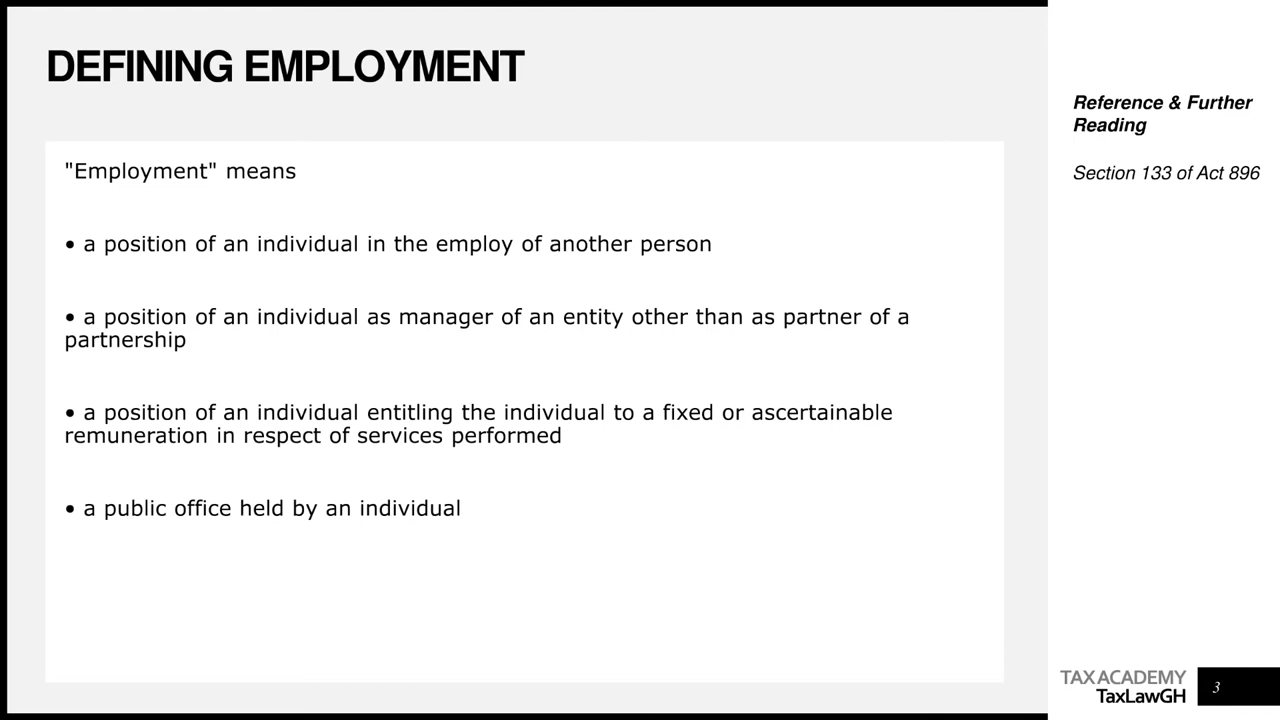 DEFINING EMPLOYMENT
"Employment" means
• a position of an individual in the employ of another person
• a position of an individual as manager of an entity other than as partner of a
partnership
• a position of an individual entitling the individual to a fixed or ascertainable
remuneration in respect of services performed
• a public office held by an individual
Reference & Further
Reading
Section 133 of Act 896
TAX ACADEMY
TaxLawGH
3